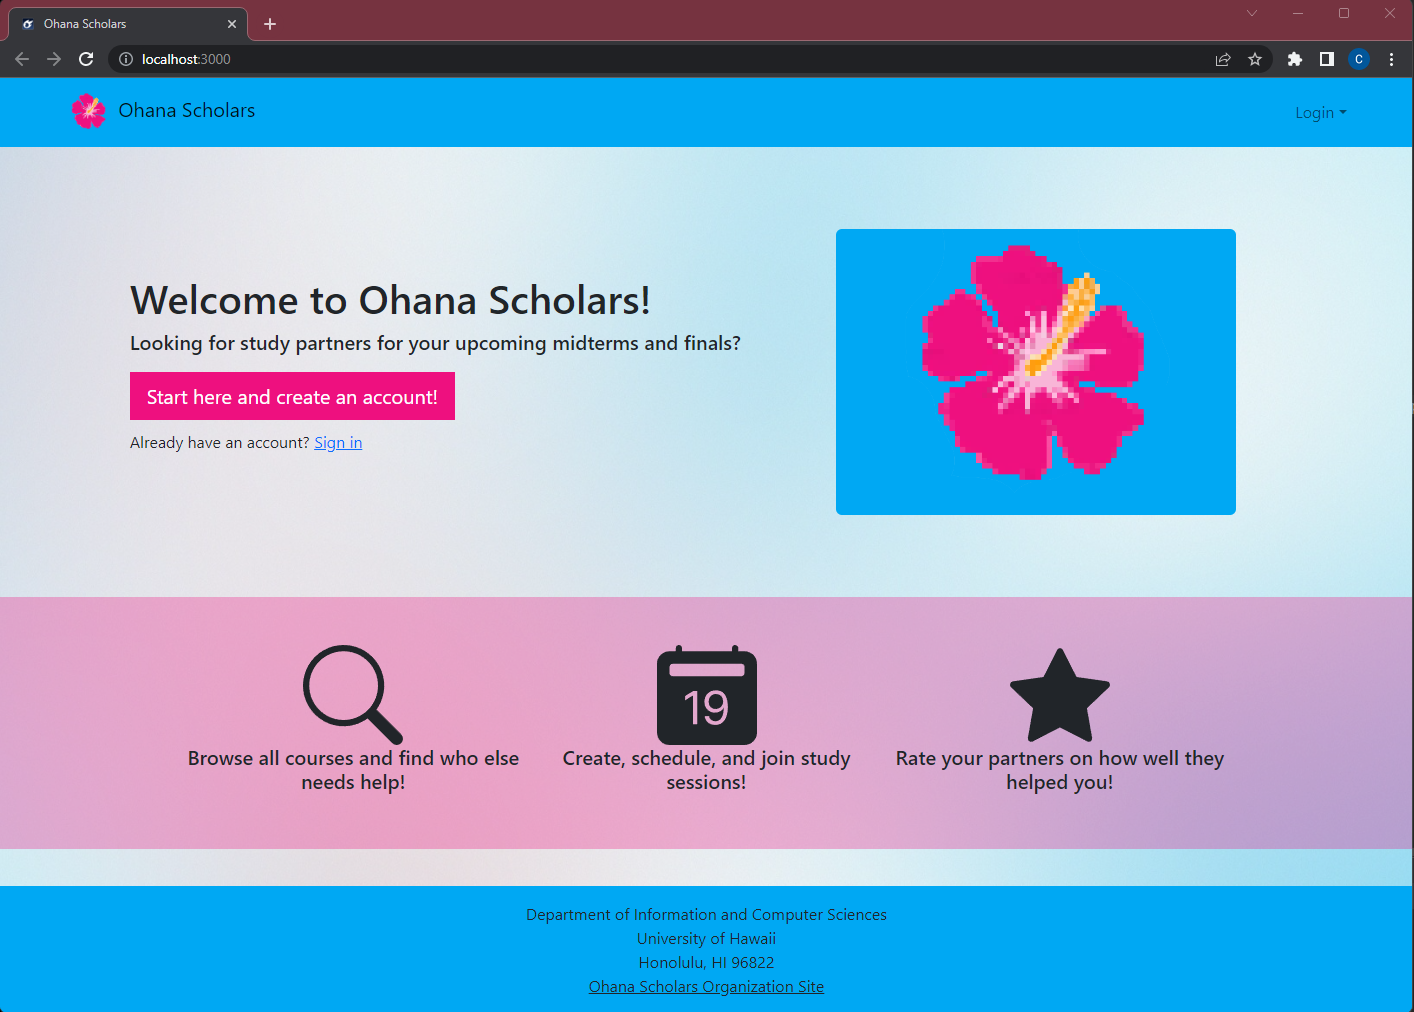 Ohana Scholars
localhost:3000
C
Ohana Scholars
Login
Welcome to Ohana Scholars!
Looking for study partners for your upcoming midterms and finals?
Start here and create an account!
Already have an account? Sign in
19
Browse all courses and find who else
needs help!
Create, schedule, and join study
sessions!
Rate your partners on how well they
helped you!
Department of Information and Computer Sciences
University of Hawaii
Honolulu, HI 96822
Ohana Scholars Organization Site